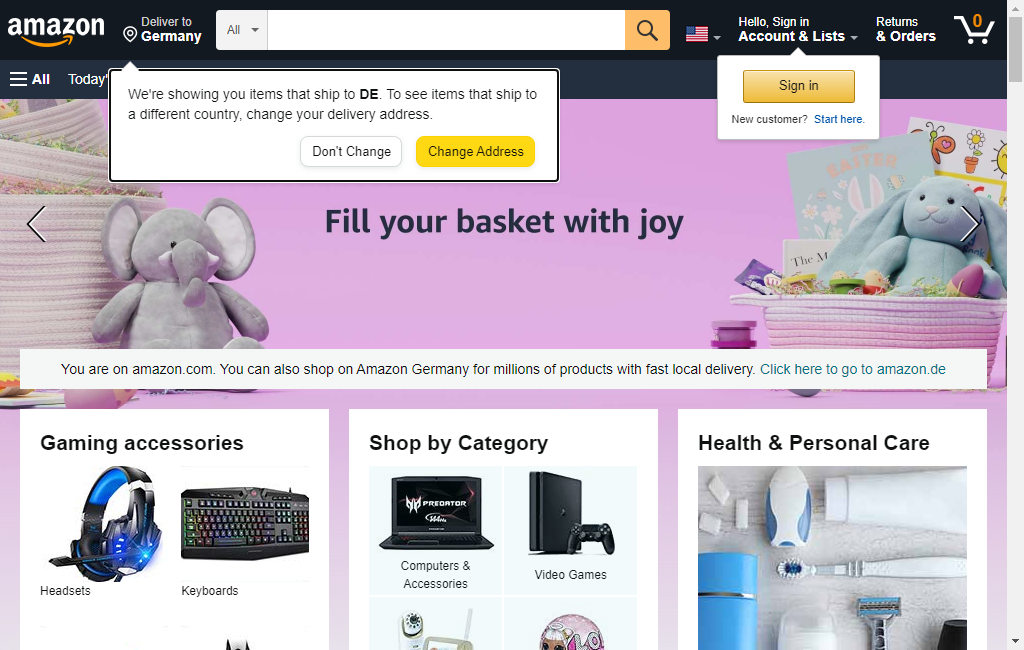 amazon
Deliver to
Germany
All
Hello, Sign in
Account & Lists
Returns
& Orders
0
All
Today'
We're showing you items that ship to DE. To see items that ship to
a different country, change your delivery address.
Don't Change
Change Address
Sign in
New customer? Start here.
Fill your basket with joy
EASTER
The M
You are on amazon.com. You can also shop on Amazon Germany for millions of products with fast local delivery. Click here to go to amazon.de
Gaming accessories
Headsets
Keyboards
Shop by Category
PREDATOR
144Hz
Computers &
Accessories
Video Games
Health & Personal Care